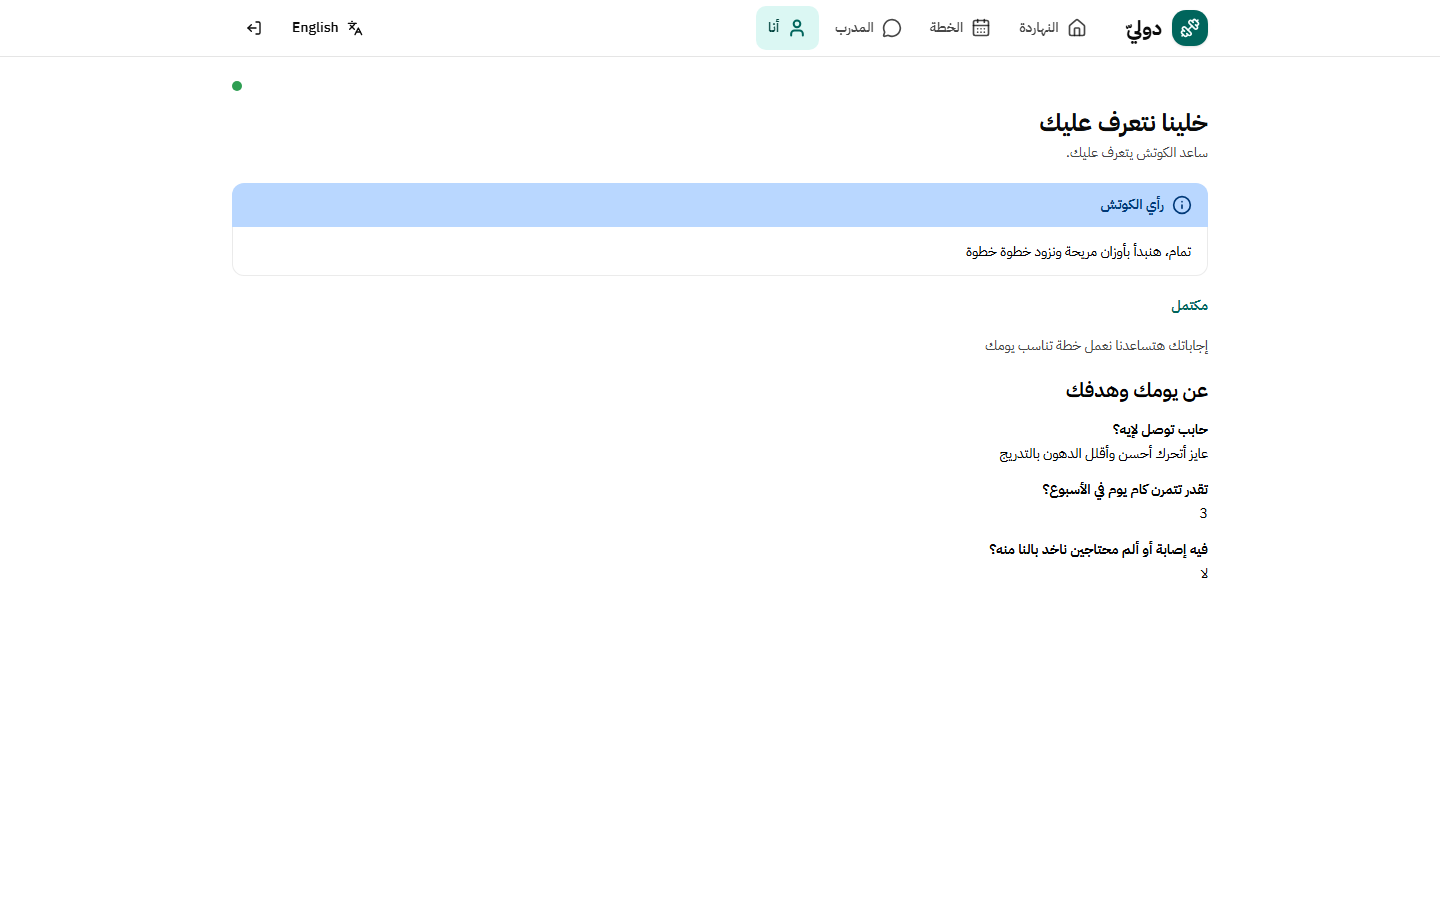 دوليّ
النهاردة
الخطة
المدرب
أنا
English
خلينا نتعرف عليك
ساعد الكوتش يتعرف عليك.
رأي الكوتش
تمام، هنبدأ بأوزان مريحة ونزود خطوة خطوة
مكتمل
إجاباتك هتساعدنا نعمل خطة تناسب يومك
عن يومك وهدفك
حابب توصل لإيه؟
عايز أتحرك أحسن وأقلل الدهون بالتدريج
تقدر تتمرن كام يوم في الأسبوع؟
3
فيه إصابة أو ألم محتاجين ناخد بالنا منه؟
لا